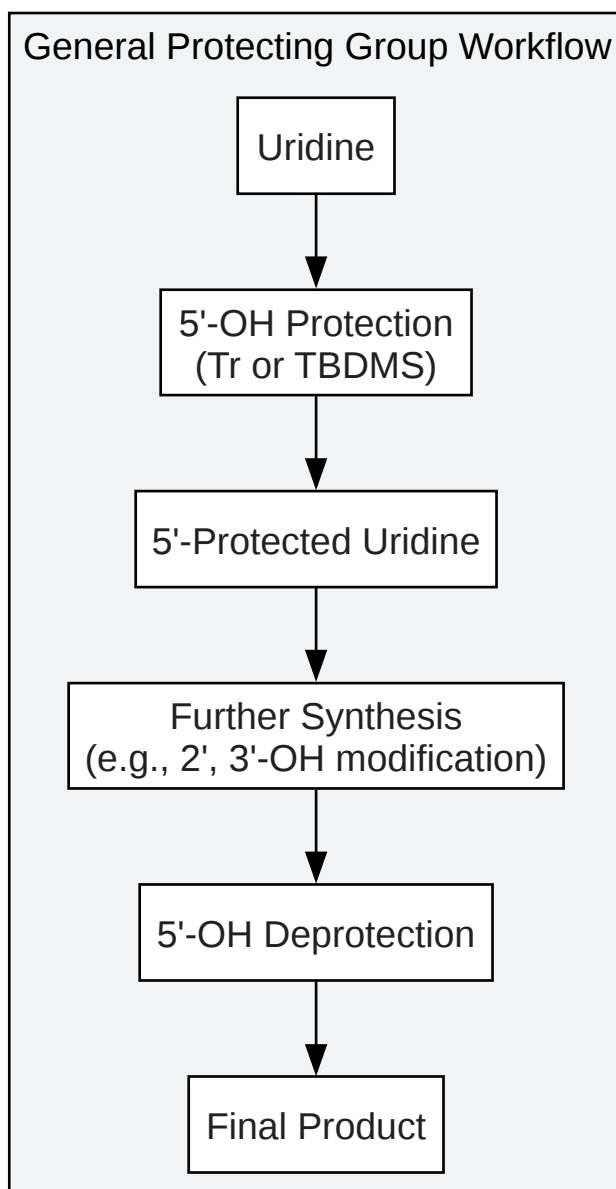 General Protecting Group Workflow
Uridine
5'-OH Protection
(Tr or TBDMS)
5'-Protected Uridine
Further Synthesis
(e.g., 2', 3'-OH modification)
5'-OH Deprotection
Final Product